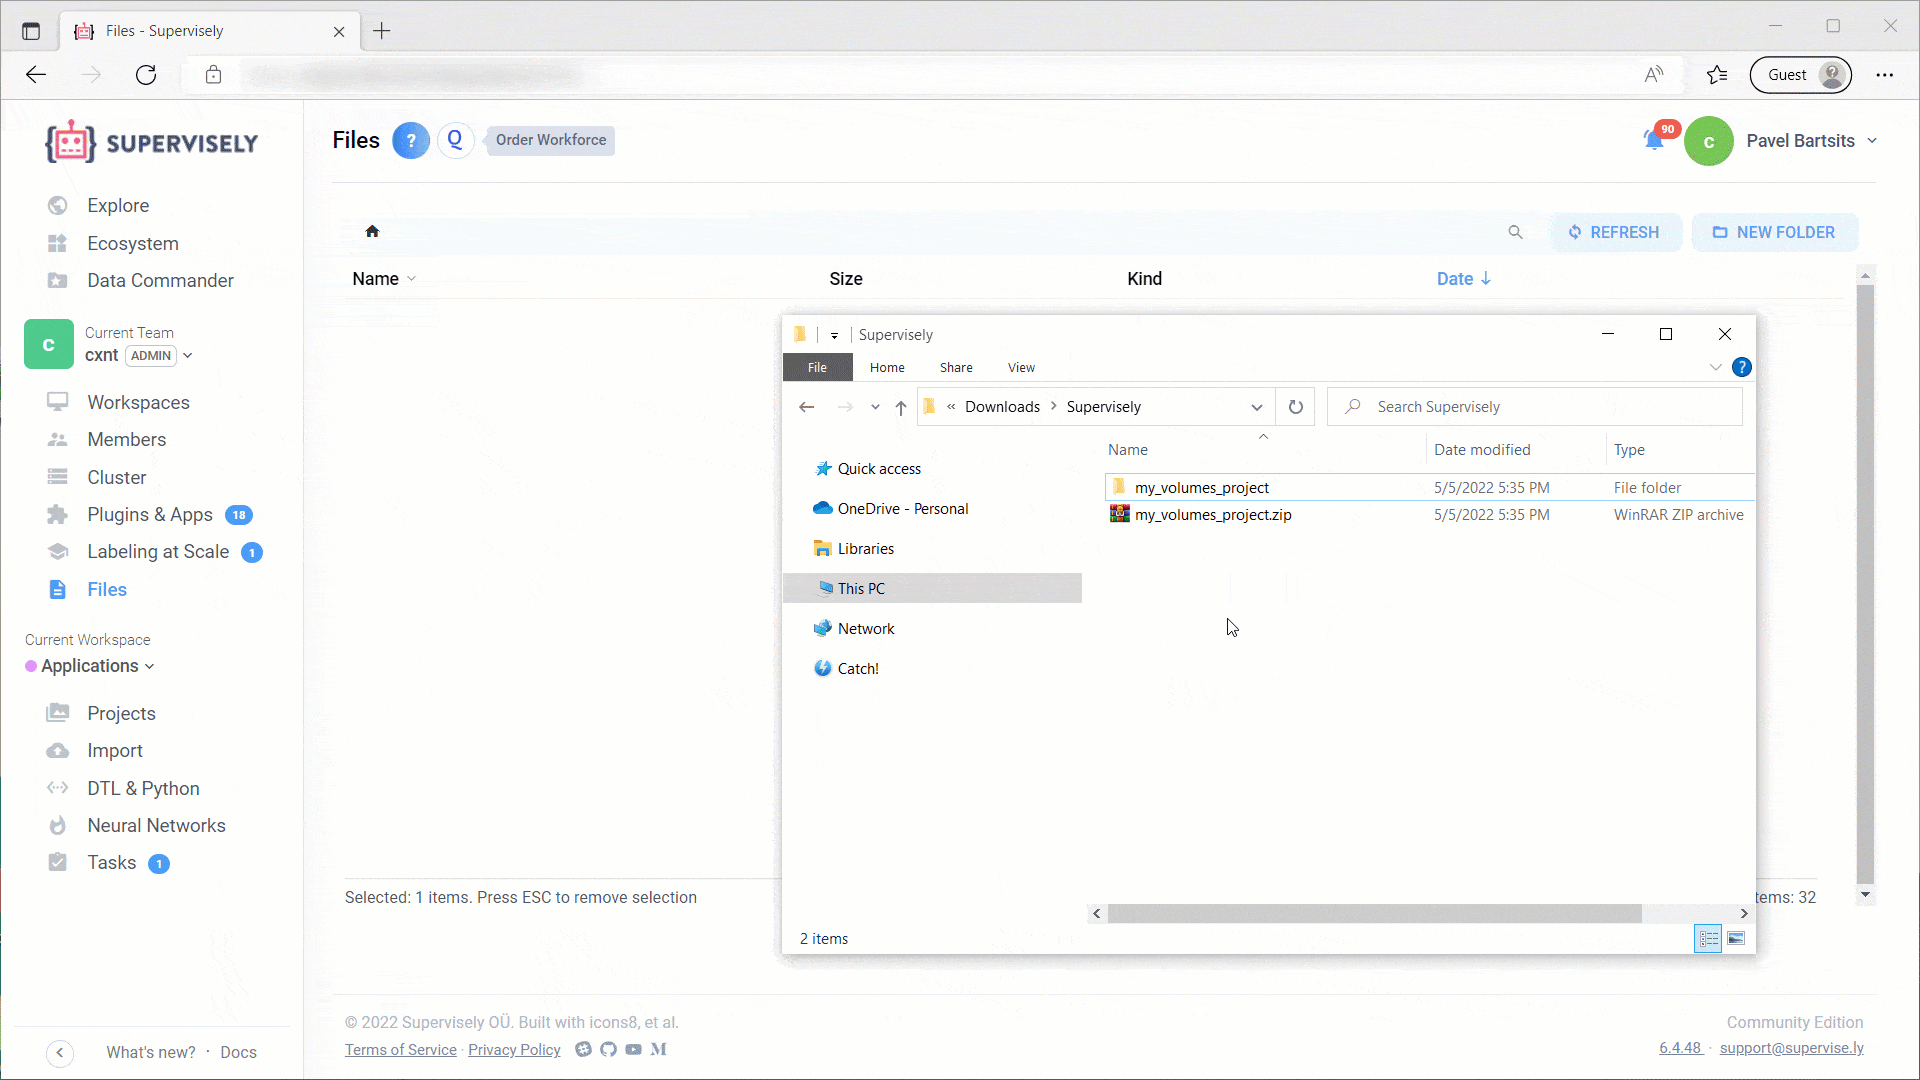 Files - Supervisely
Guest
SUPERVISELY
Files ? Q Order Workforce
90
c
Pavel Bartsits
Explore
Ecosystem
Data Commander
Current Team
c
cxnt ADMIN
Workspaces
Members
Cluster
Plugins & Apps 18
Labeling at Scale 1
Files
Current Workspace
Applications
Projects
Import
DTL & Python
Neural Networks
Tasks 1
What's new? · Docs
REFRESH
NEW FOLDER
Name Size Kind Date
Supervisely
File Home Share View
?
« Downloads > Supervisely
Search Supervisely
Name Date modified Type
my_volumes_project 5/5/2022 5:35 PM File folder
my_volumes_project.zip 5/5/2022 5:35 PM WinRAR ZIP archive
Quick access
OneDrive - Personal
Libraries
This PC
Network
Catch!
2 items
Selected: 1 items. Press ESC to remove selection
tems: 32
© 2022 Supervisely OÜ. Built with icons8, et al.
Terms of Service · Privacy Policy
Community Edition
6.4.48 · support@supervise.ly